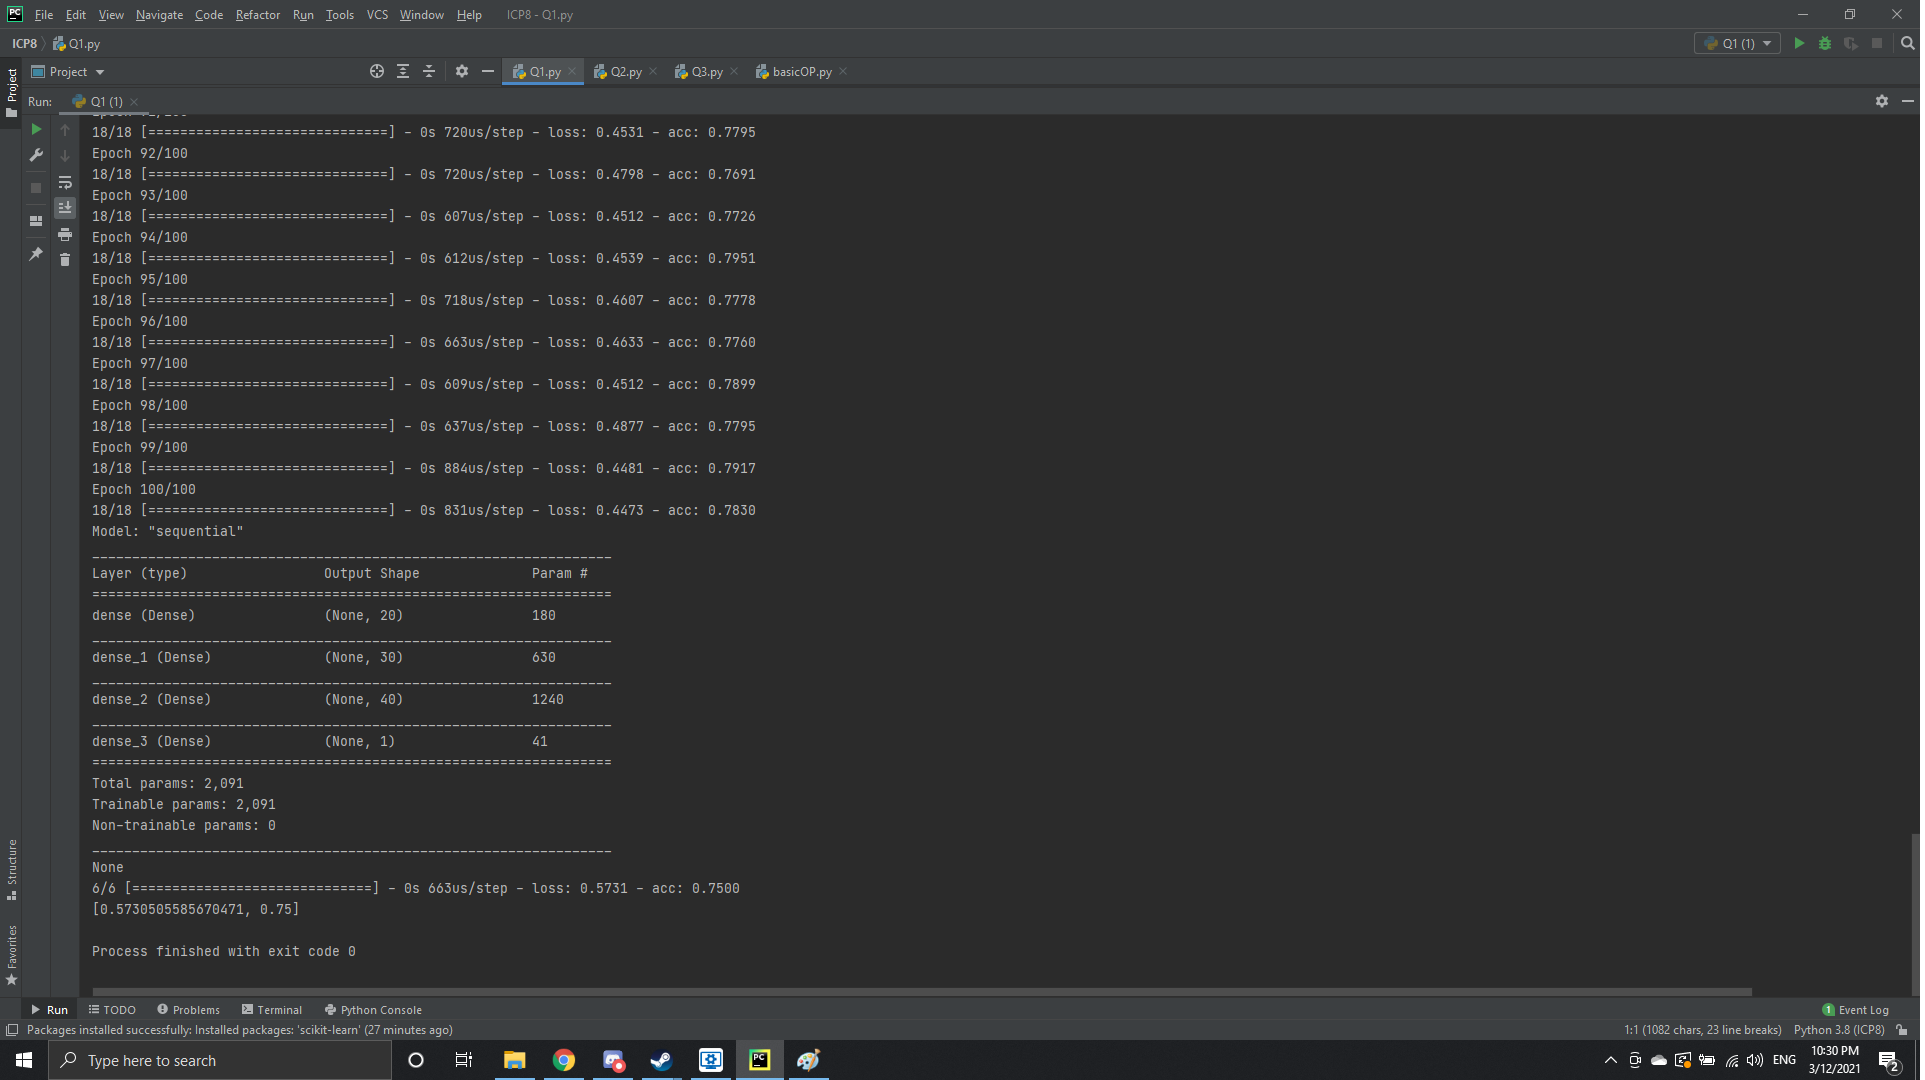 PC File Edit View Navigate Code Refactor Run Tools VCS Window Help ICP8 - Q1.py
ICP8 Q1.py Q1 (1)
Project Q1.py Q2.py Q3.py basicOP.py
Project
Run: Q1 (1)
18/18 [==============================] - 0s 720us/step - loss: 0.4531 - acc: 0.7795
Epoch 92/100
18/18 [==============================] - 0s 720us/step - loss: 0.4798 - acc: 0.7691
Epoch 93/100
18/18 [==============================] - 0s 607us/step - loss: 0.4512 - acc: 0.7726
Epoch 94/100
18/18 [==============================] - 0s 612us/step - loss: 0.4539 - acc: 0.7951
Epoch 95/100
18/18 [==============================] - 0s 718us/step - loss: 0.4607 - acc: 0.7778
Epoch 96/100
18/18 [==============================] - 0s 663us/step - loss: 0.4633 - acc: 0.7760
Epoch 97/100
18/18 [==============================] - 0s 609us/step - loss: 0.4512 - acc: 0.7899
Epoch 98/100
18/18 [==============================] - 0s 637us/step - loss: 0.4877 - acc: 0.7795
Epoch 99/100
18/18 [==============================] - 0s 884us/step - loss: 0.4481 - acc: 0.7917
Epoch 100/100
18/18 [==============================] - 0s 831us/step - loss: 0.4473 - acc: 0.7830
Model: "sequential"
_________________________________________________________________
Layer (type) Output Shape Param #
=================================================================
dense (Dense) (None, 20) 180
_________________________________________________________________
dense_1 (Dense) (None, 30) 630
_________________________________________________________________
dense_2 (Dense) (None, 40) 1240
_________________________________________________________________
dense_3 (Dense) (None, 1) 41
=================================================================
Total params: 2,091
Trainable params: 2,091
Non-trainable params: 0
_________________________________________________________________
None
6/6 [==============================] - 0s 663us/step - loss: 0.5731 - acc: 0.7500
[0.5730505585670471, 0.75]
Process finished with exit code 0
Structure
Favorites
Run TODO Problems Terminal Python Console 1 Event Log
Packages installed successfully: Installed packages: 'scikit-learn' (27 minutes ago) 1:1 (1082 chars, 23 line breaks) Python 3.8 (ICP8)
Type here to search PC ENG 10:30 PM
3/12/2021 2